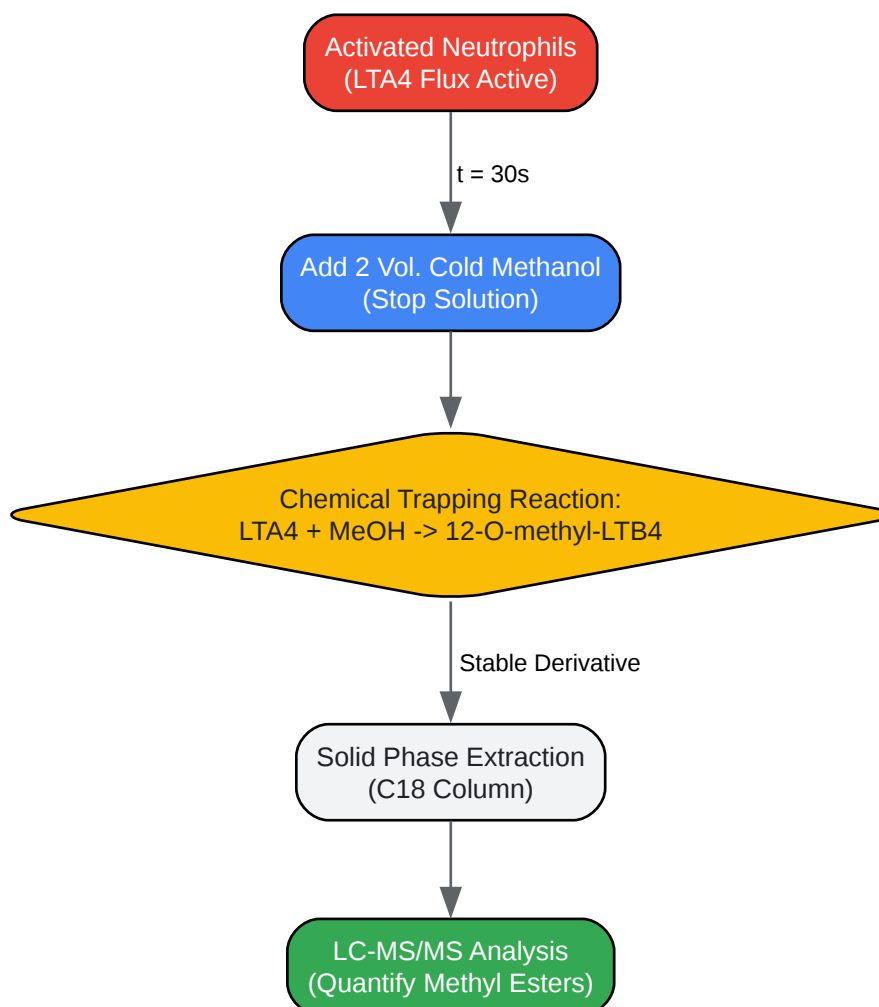 Activated Neutrophils
(LTA4 Flux Active)
t = 30s
Add 2 Vol. Cold Methanol
(Stop Solution)
Chemical Trapping Reaction:
LTA4 + MeOH -> 12-O-methyl-LTB4
Stable Derivative
Solid Phase Extraction
(C18 Column)
LC-MS/MS Analysis
(Quantify Methyl Esters)